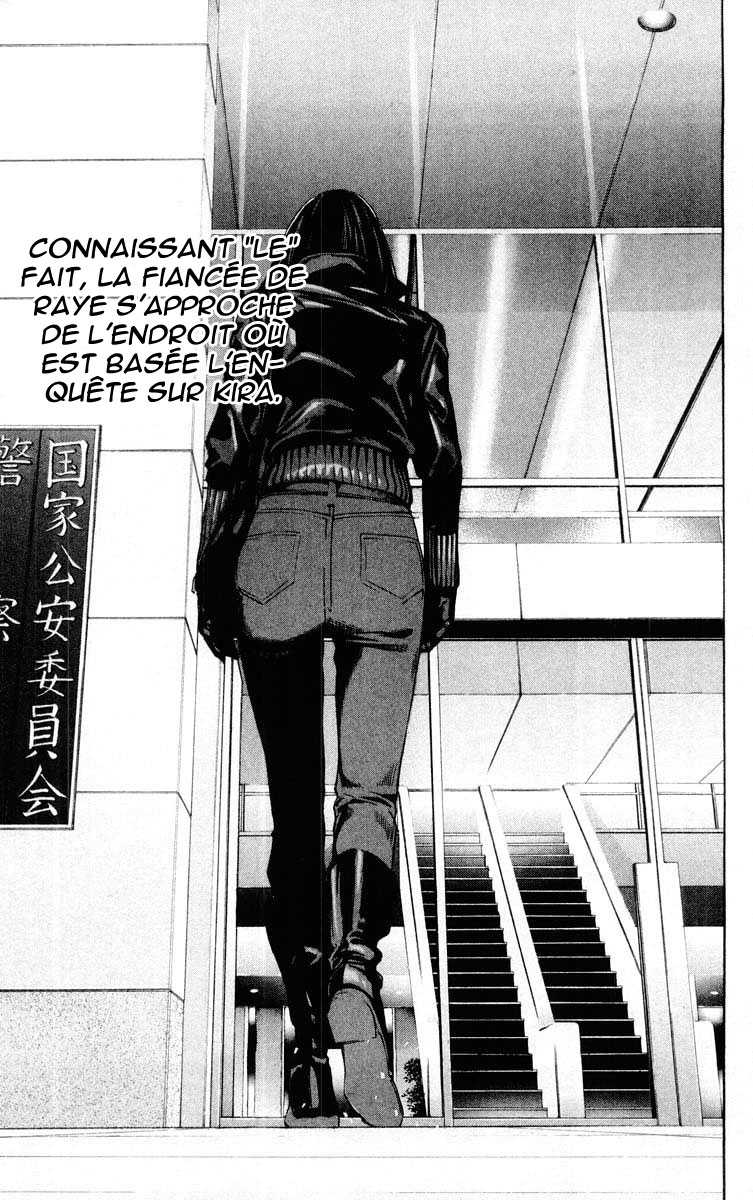 CONNAISSANT "LE"
FAIT, LA FIANCÉE DE
RAYE S'APPROCHE
DE L'ENDROIT OÙ
EST BASÉE L'EN-
QUÊTE SUR KIRA.
国家公安委員会
警察